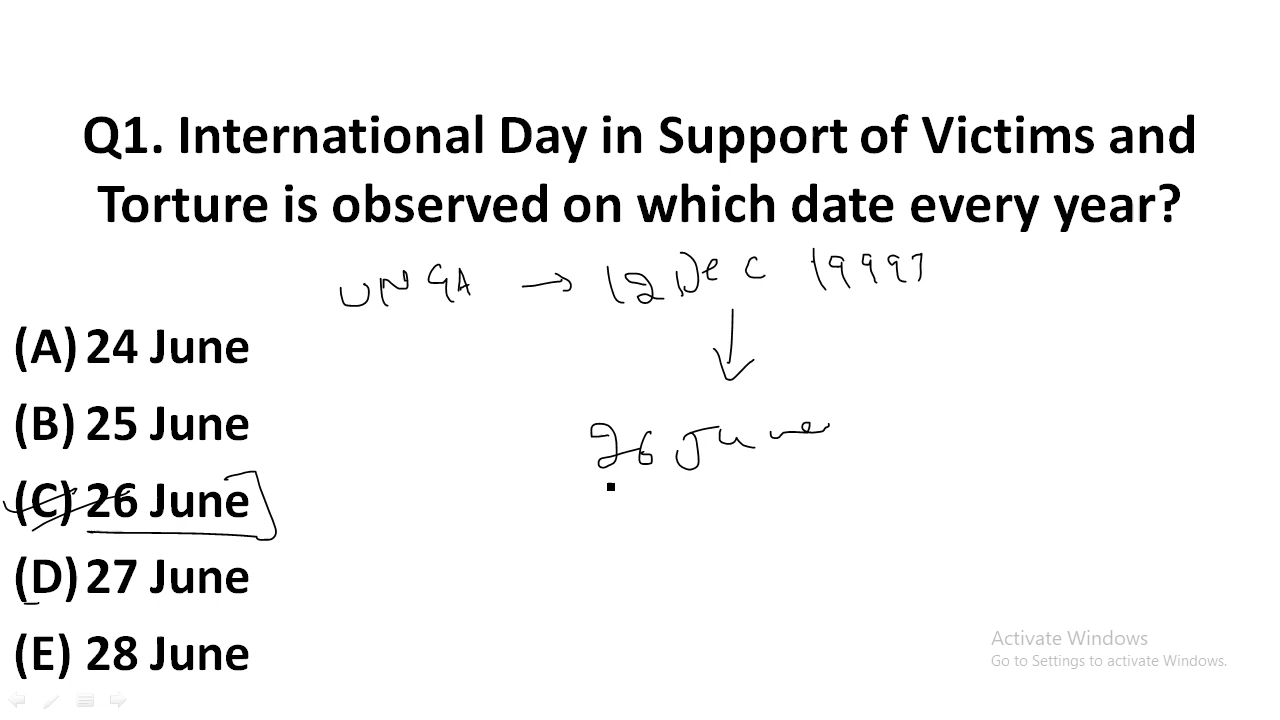 Q1. International Day in Support of Victims and
Torture is observed on which date every year?
UNGA → 12 Dec 19997
(A) 24 June
26 June
(B) 25 June
(C) 26 June
(D) 27 June
(E) 28 June
Activate Windows
Go to Settings to activate Windows.